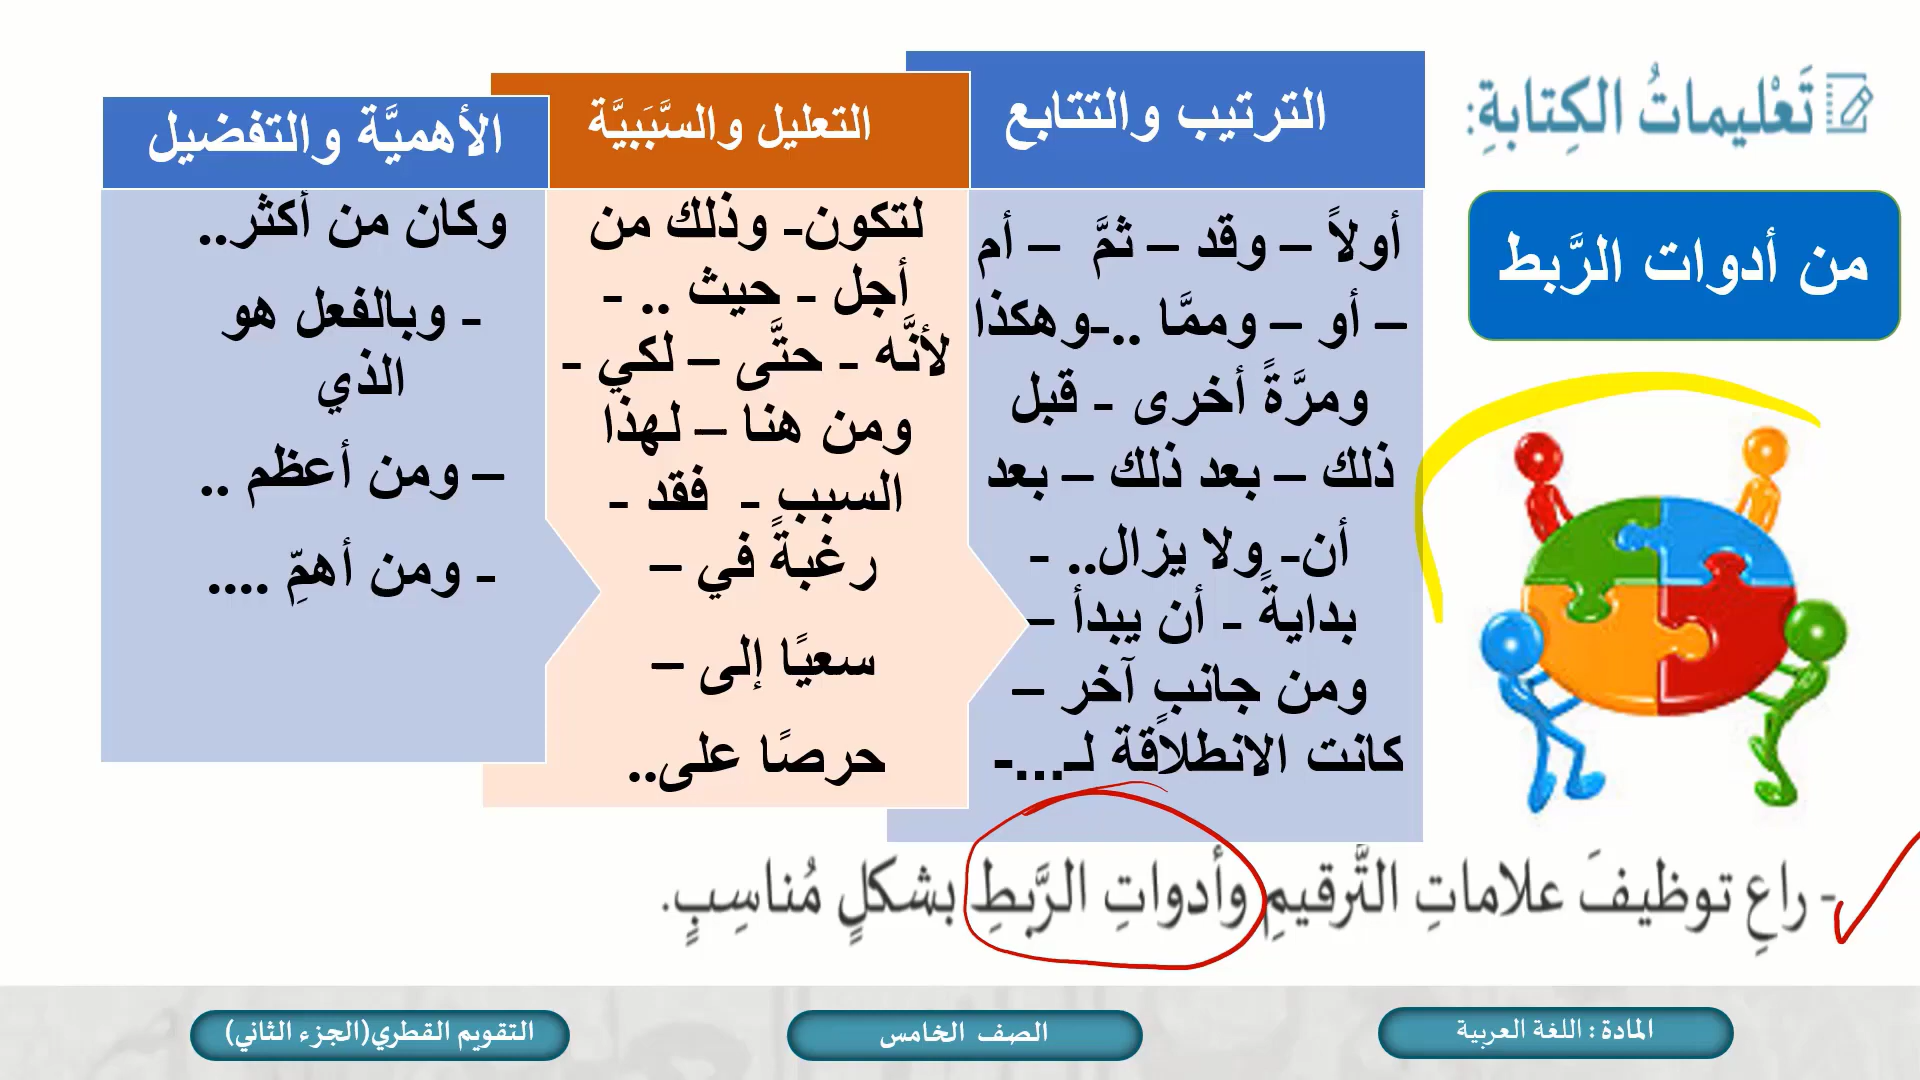 تَعْليماتُ الكِتابةِ:
من أدوات الرَّبط
الترتيب والتتابع
أولاً – وقد – ثمَّ – أم
– أو – وممَّا ..-وهكذا
ومرَّةً أخرى - قبل
ذلك – بعد ذلك – بعد
أن- ولا يزال.. -
بدايةً - أن يبدأ –
ومن جانبٍ آخر –
كانت الانطلاقة لـ...-
التعليل والسَّبَبيَّة
لتكون- وذلك من
أجل - حيث .. -
لأنَّه - حتَّى – لكي -
ومن هنا – لهذا
السبب - فقد -
رغبةً في –
سعيًا إلى –
حرصًا على..
الأهميَّة والتفضيل
وكان من أكثر..
- وبالفعل هو
الذي
– ومن أعظم ..
- ومن أهمِّ ....
- راعِ توظيفَ علاماتِ التَّرقيمِ وأدواتِ الرَّبطِ بشكلٍ مُناسِبٍ.
المادة : اللغة العربية
الصف الخامس
التقويم القطري(الجزء الثاني)